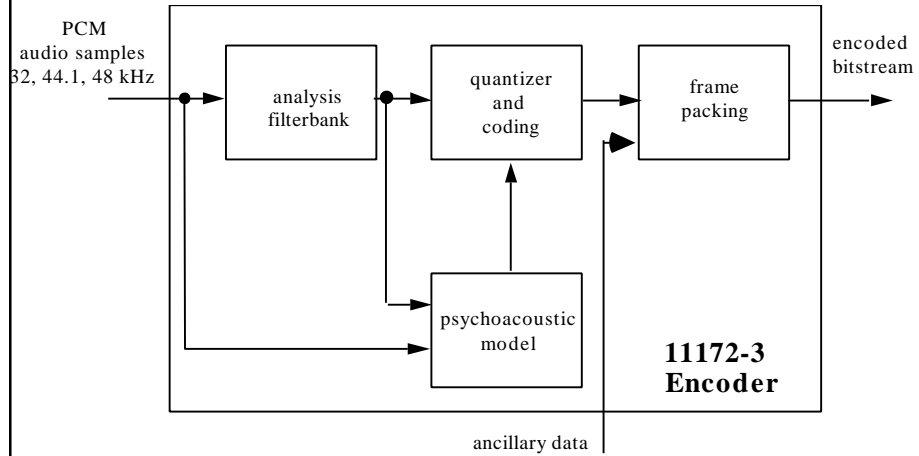 PCM
audio samples
32, 44.1, 48 kHz
analysis
filterbank
quantizer
and
coding
frame
packing
encoded
bitstream
psychoacoustic
model
11172-3
Encoder
ancillary data